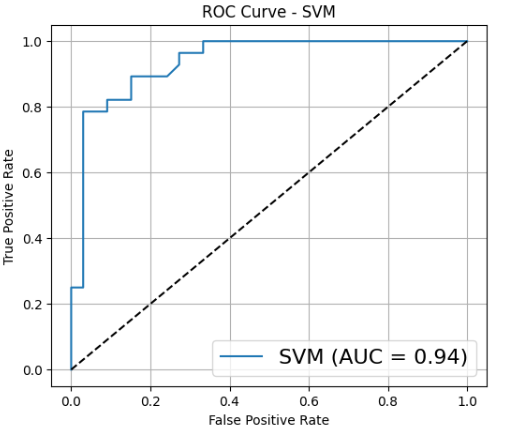 ROC Curve - SVM
True Positive Rate
1.0
0.8
0.6
0.4
0.2
0.0
SVM (AUC = 0.94)
0.0 0.2 0.4 0.6 0.8 1.0
False Positive Rate